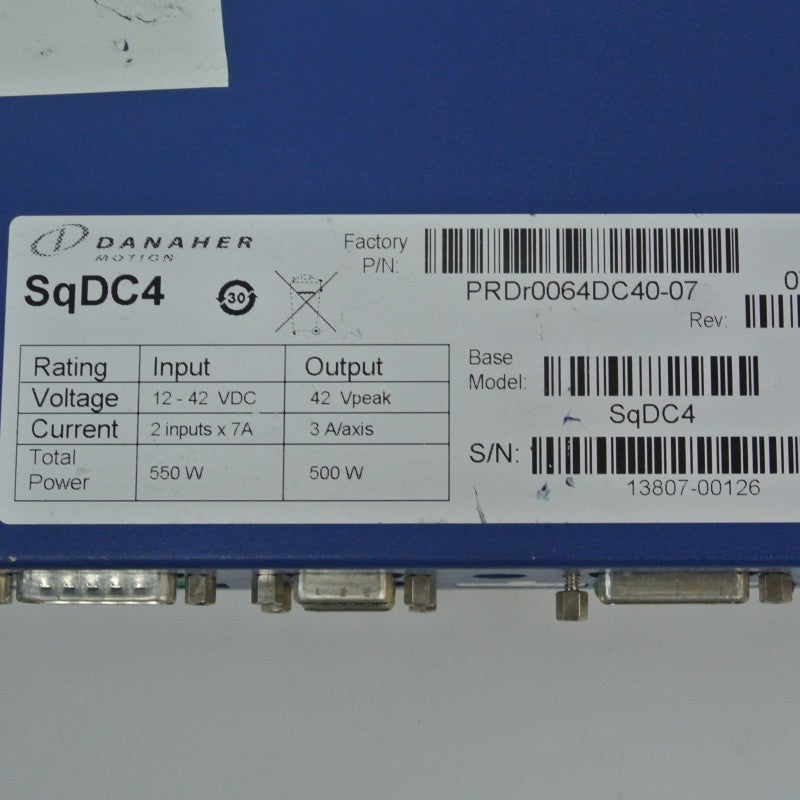 DANAHER
MOTION
SqDC4
30
Factory
P/N:
PRDr0064DC40-07
0
Rev:
Rating Input Output
Voltage 12 - 42 VDC 42 Vpeak
Current 2 inputs x 7A 3 A/axis
Total
Power 550 W 500 W
Base
Model:
SqDC4
S/N:
13807-00126